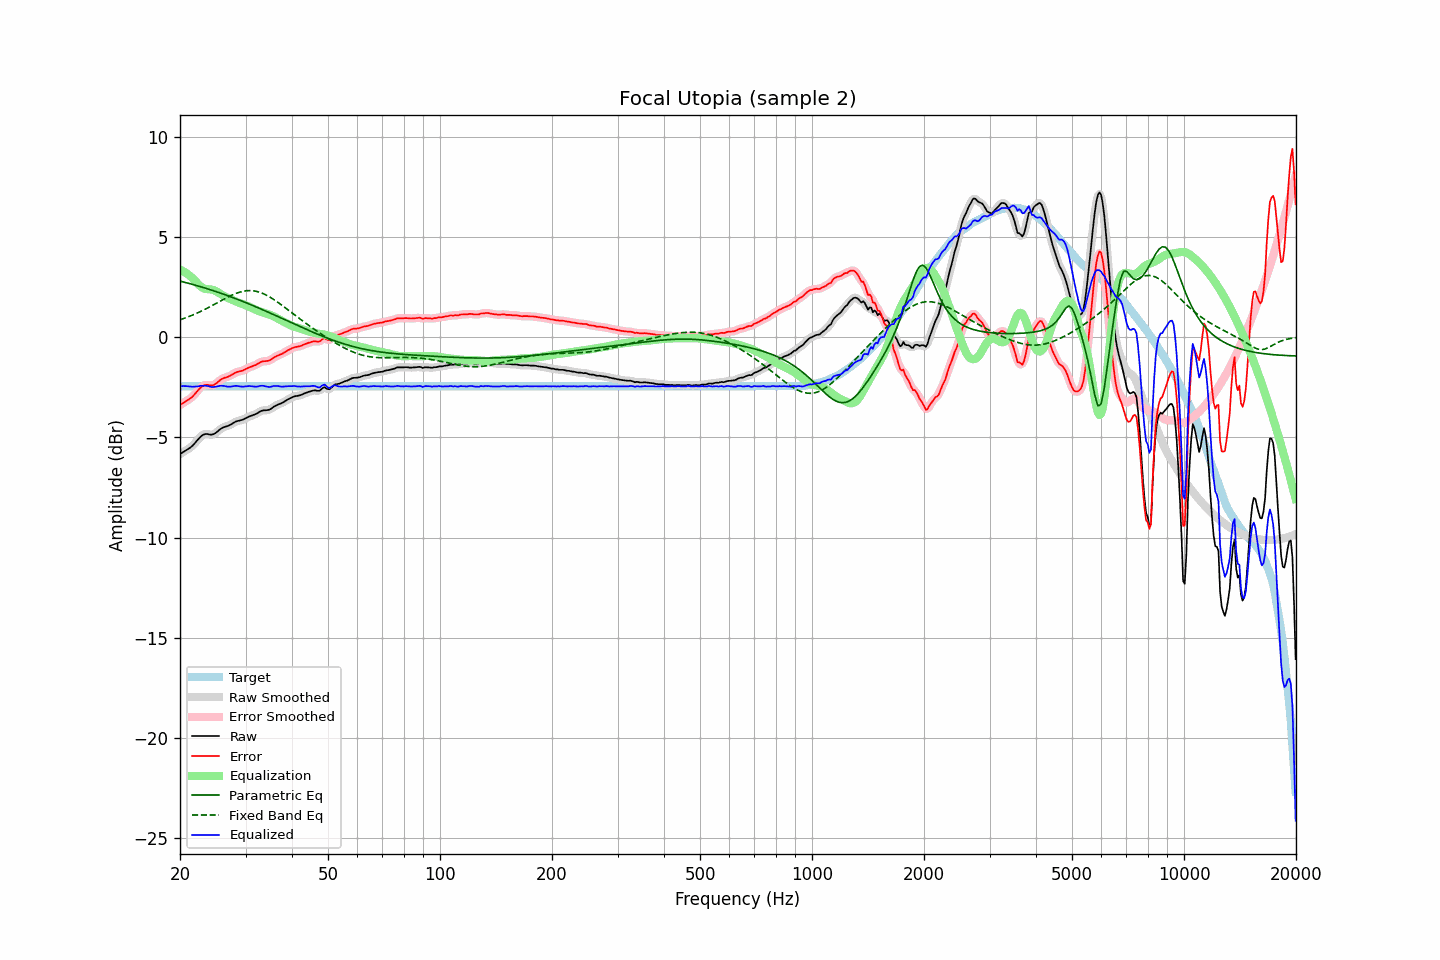 Focal Utopia (sample 2)
Amplitude (dBr)
10
5
0
−5
−10
−15
−20
−25
Target
Raw Smoothed
Error Smoothed
Raw
Error
Equalization
Parametric Eq
Fixed Band Eq
Equalized
20 50 100 200 500 1000 2000 5000 10000 20000
Frequency (Hz)